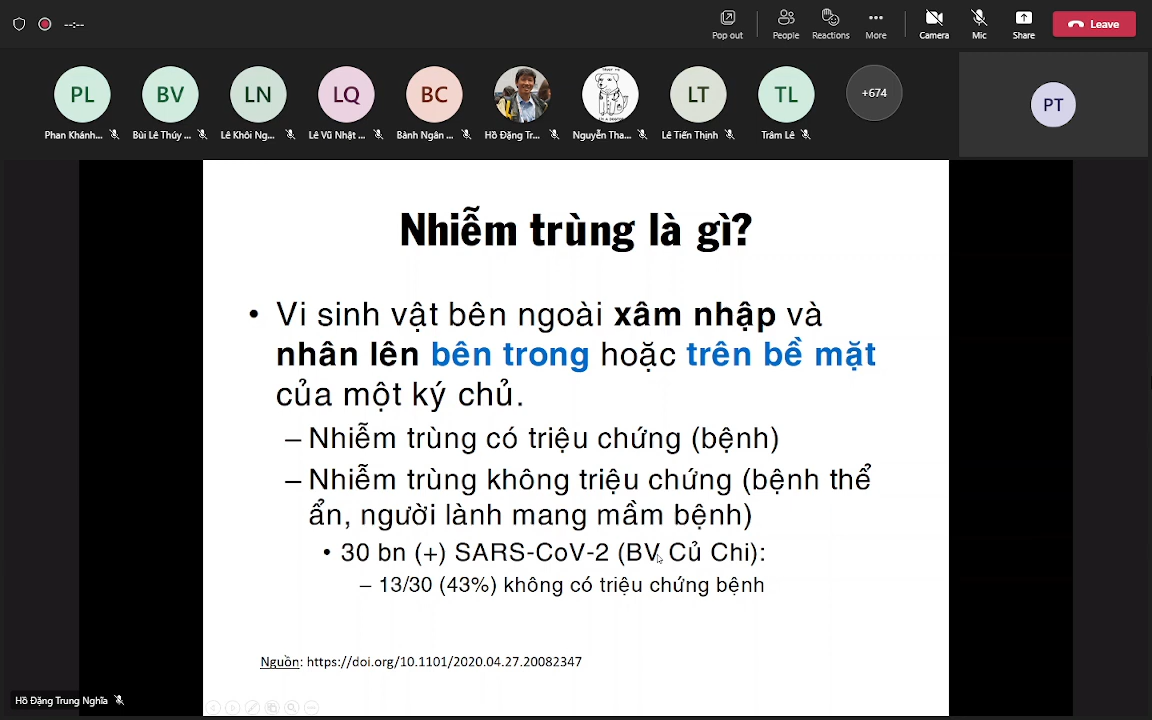 --:--
Pop out
People
Reactions
More
Camera
Mic
Share
Leave
PL
BV
LN
LQ
BC
LT
TL
+674
PT
Phan Khánh...
Bùi Lê Thúy ...
Lê Khôi Ng...
Lê Vũ Nhật ...
Bành Ngân ...
Hồ Đặng Tr...
Nguyễn Tha...
Lê Tiến Thịnh
Trâm Lê
Nhiễm trùng là gì?
• Vi sinh vật bên ngoài xâm nhập và
nhân lên bên trong hoặc trên bề mặt
của một ký chủ.
– Nhiễm trùng có triệu chứng (bệnh)
– Nhiễm trùng không triệu chứng (bệnh thể
ẩn, người lành mang mầm bệnh)
• 30 bn (+) SARS-CoV-2 (BV Củ Chi):
– 13/30 (43%) không có triệu chứng bệnh
Nguồn: https://doi.org/10.1101/2020.04.27.20082347
Hồ Đặng Trung Nghĩa